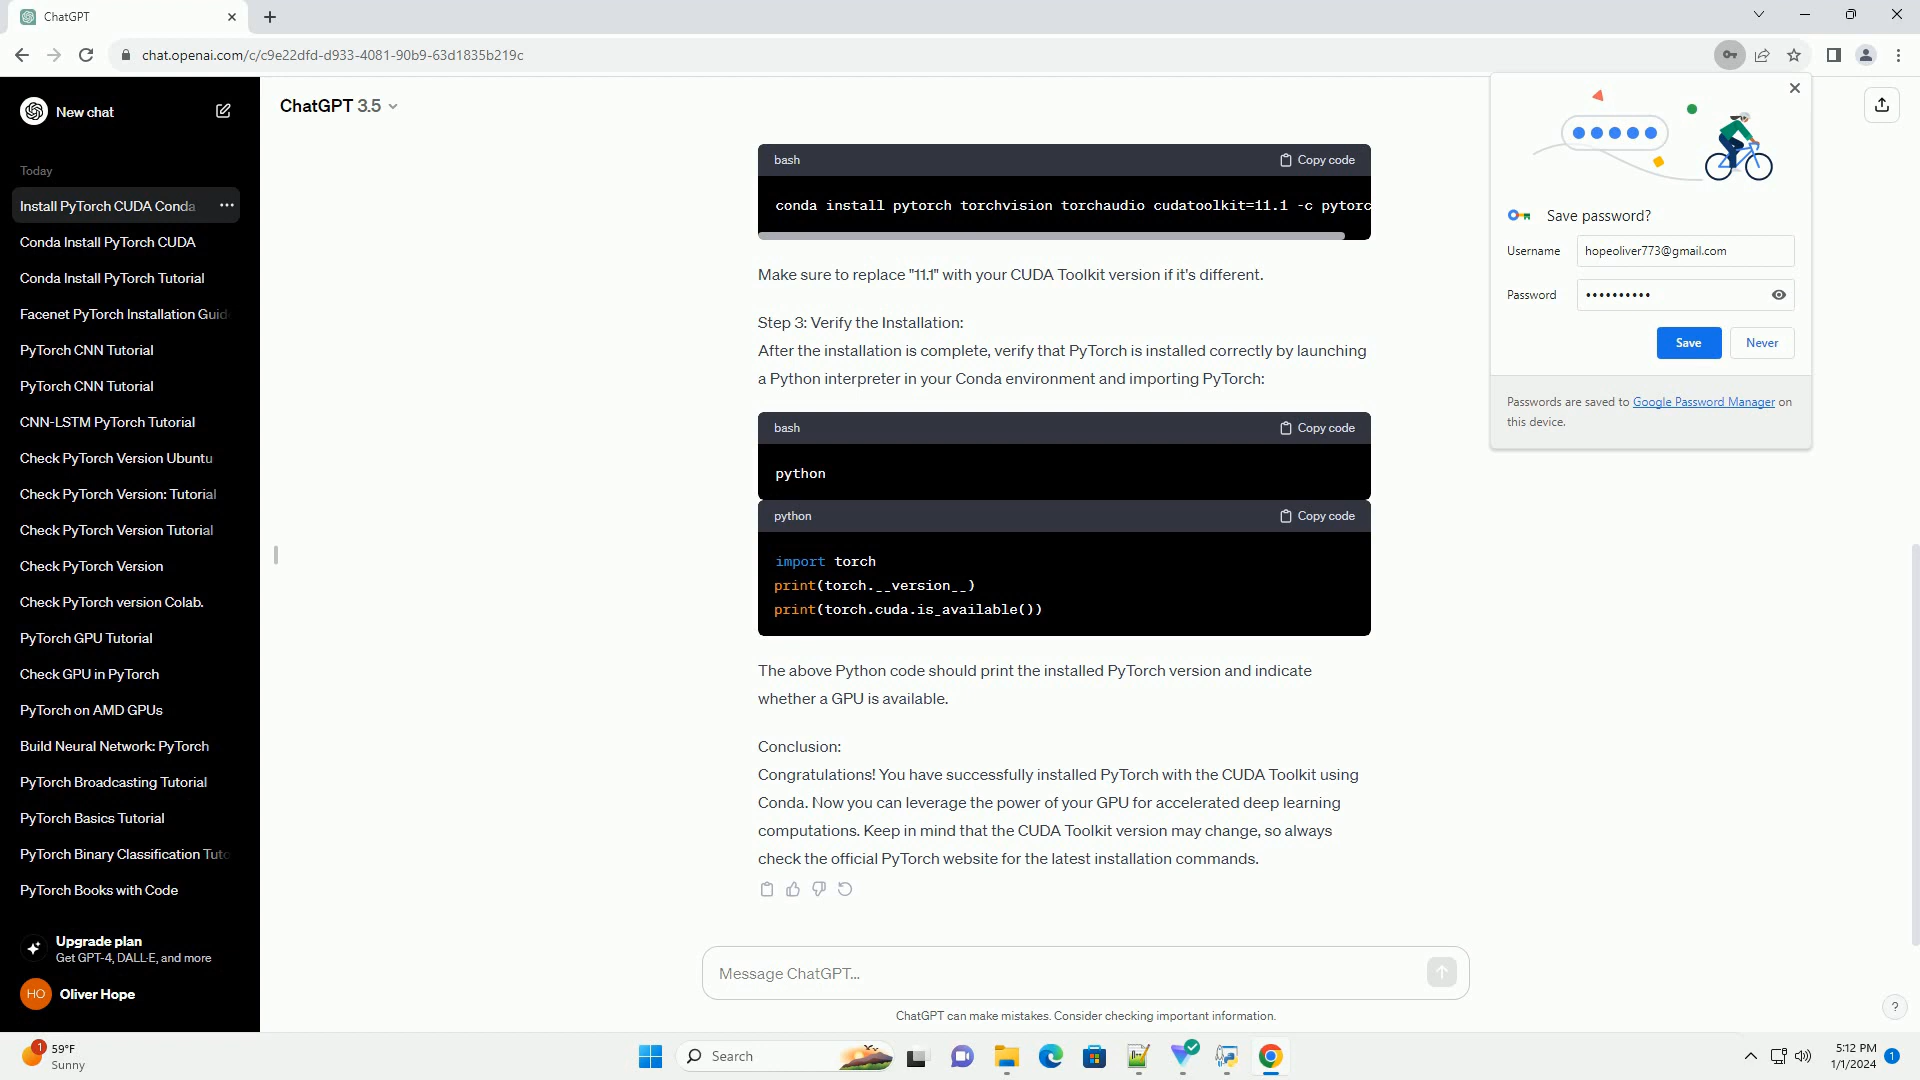 ChatGPT
chat.openai.com/c/c9e22dfd-d933-4081-90b9-63d1835b219c
New chat
Today
Install PyTorch CUDA Conda
Conda Install PyTorch CUDA
Conda Install PyTorch Tutorial
Facenet PyTorch Installation Guid
PyTorch CNN Tutorial
PyTorch CNN Tutorial
CNN-LSTM PyTorch Tutorial
Check PyTorch Version Ubuntu
Check PyTorch Version: Tutorial
Check PyTorch Version Tutorial
Check PyTorch Version
Check PyTorch version Colab.
PyTorch GPU Tutorial
Check GPU in PyTorch
PyTorch on AMD GPUs
Build Neural Network: PyTorch
PyTorch Broadcasting Tutorial
PyTorch Basics Tutorial
PyTorch Binary Classification Tuto
PyTorch Books with Code
Upgrade plan
Get GPT-4, DALL·E, and more
HO Oliver Hope
ChatGPT 3.5
bash Copy code
conda install pytorch torchvision torchaudio cudatoolkit=11.1 -c pytorc
Make sure to replace "11.1" with your CUDA Toolkit version if it's different.
Step 3: Verify the Installation:
After the installation is complete, verify that PyTorch is installed correctly by launching
a Python interpreter in your Conda environment and importing PyTorch:
bash Copy code
python
python Copy code
import torch
print(torch.__version__)
print(torch.cuda.is_available())
The above Python code should print the installed PyTorch version and indicate
whether a GPU is available.
Conclusion:
Congratulations! You have successfully installed PyTorch with the CUDA Toolkit using
Conda. Now you can leverage the power of your GPU for accelerated deep learning
computations. Keep in mind that the CUDA Toolkit version may change, so always
check the official PyTorch website for the latest installation commands.
Message ChatGPT...
ChatGPT can make mistakes. Consider checking important information.
?
Save password?
Username hopeoliver773@gmail.com
Password ••••••••••
Save Never
Passwords are saved to Google Password Manager on
this device.
1 59°F
Sunny
Search
5:12 PM
1/1/2024
1